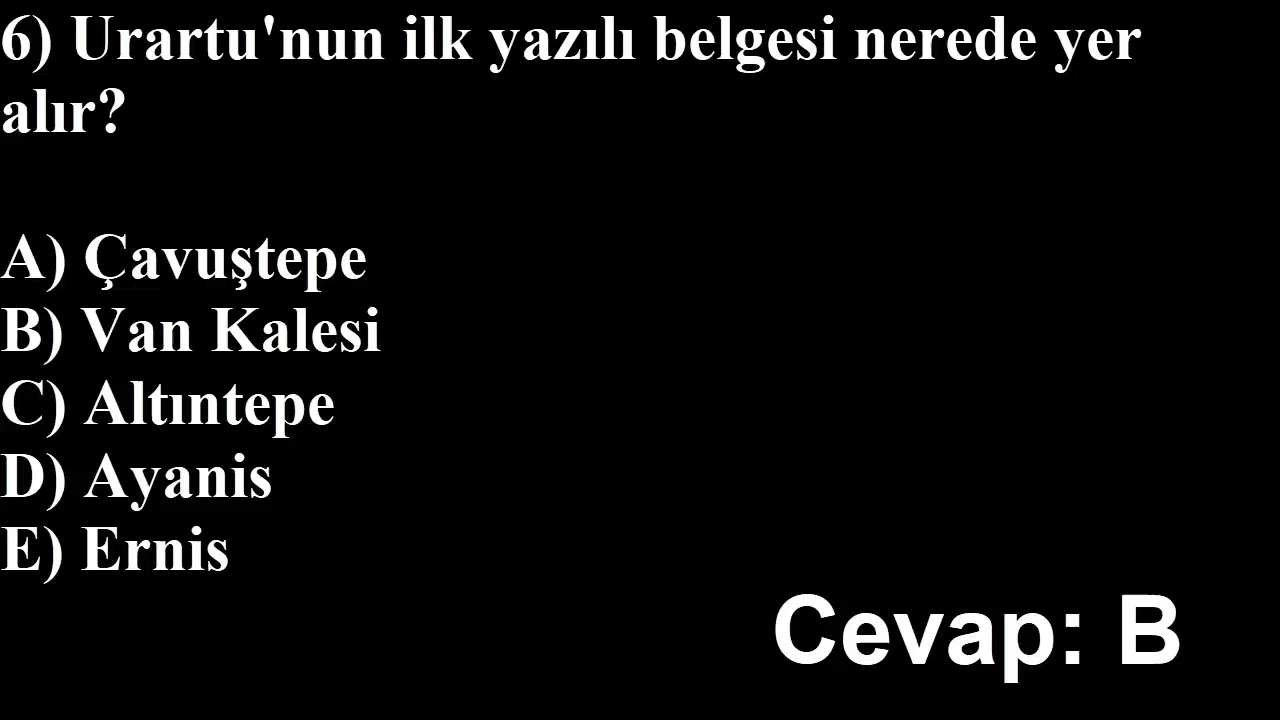 6) Urartu'nun ilk yazılı belgesi nerede yer
alır?
A) Çavuştepe
B) Van Kalesi
C) Altıntepe
D) Ayanis
E) Ernis
Cevap: B